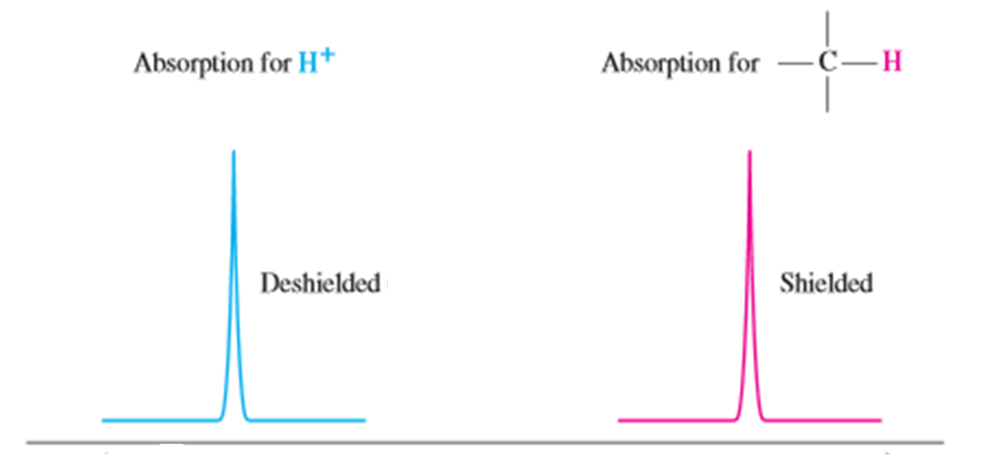 Absorption for H⁺
Absorption for —C—H
Deshielded
Shielded